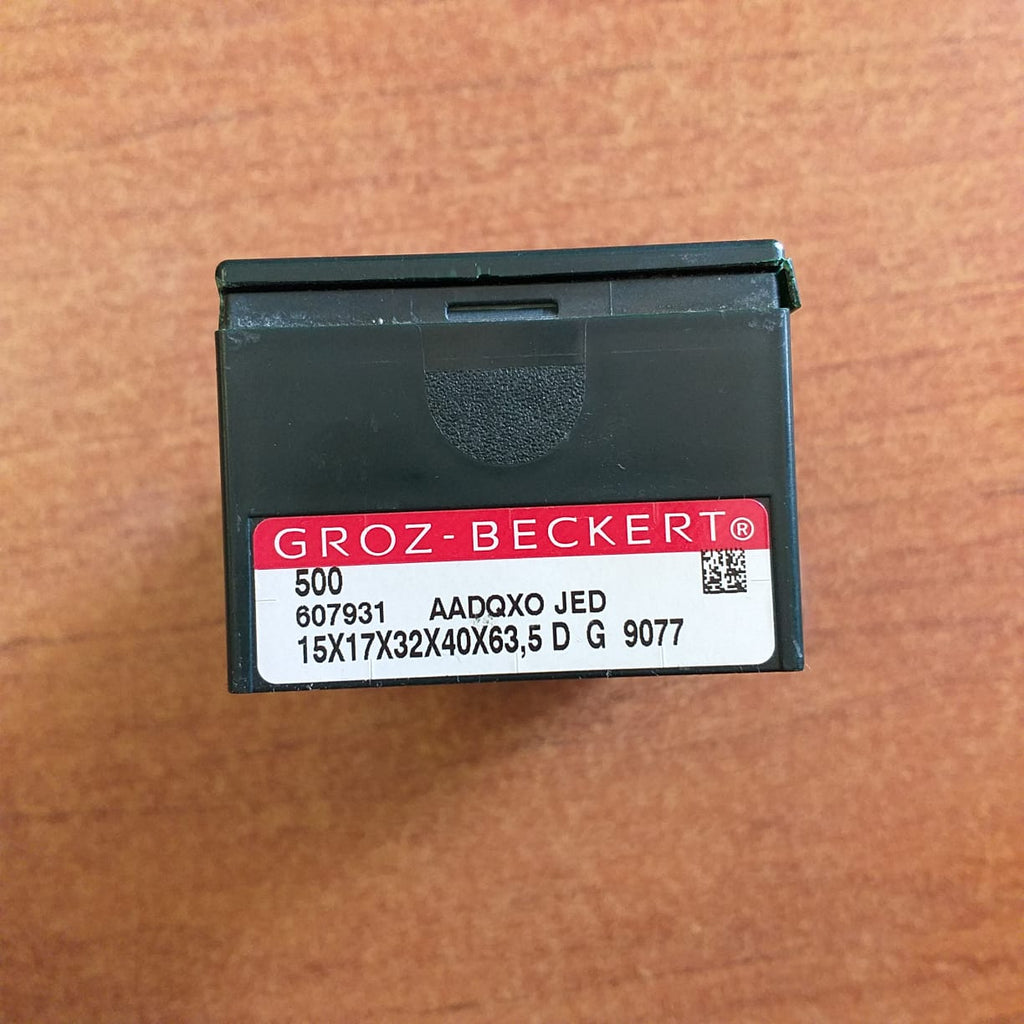 GROZ-BECKERT®
500
607931 AADQXO JED
15X17X32X40X63,5 D G 9077